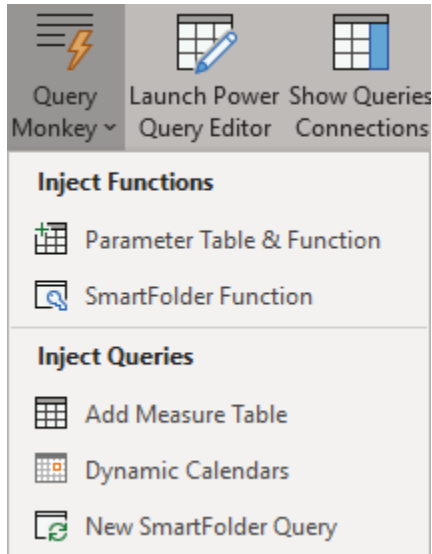 Query Monkey
Launch Power Query Editor
Show Queries Connections
Inject Functions
Parameter Table & Function
SmartFolder Function
Inject Queries
Add Measure Table
Dynamic Calendars
New SmartFolder Query